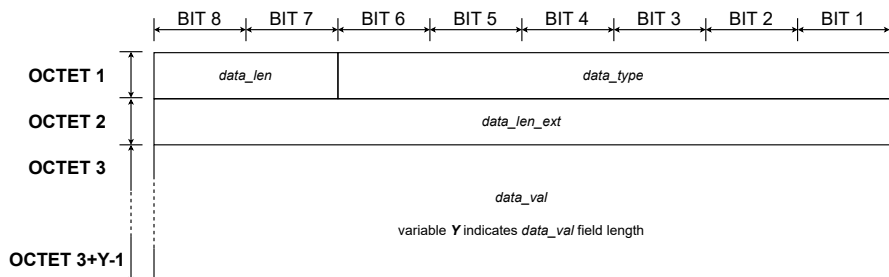 BIT 8 BIT 7 BIT 6 BIT 5 BIT 4 BIT 3 BIT 2 BIT 1
OCTET 1 data_len data_type
OCTET 2 data_len_ext
OCTET 3
data_val
variable Y indicates data_val field length
OCTET 3+Y-1